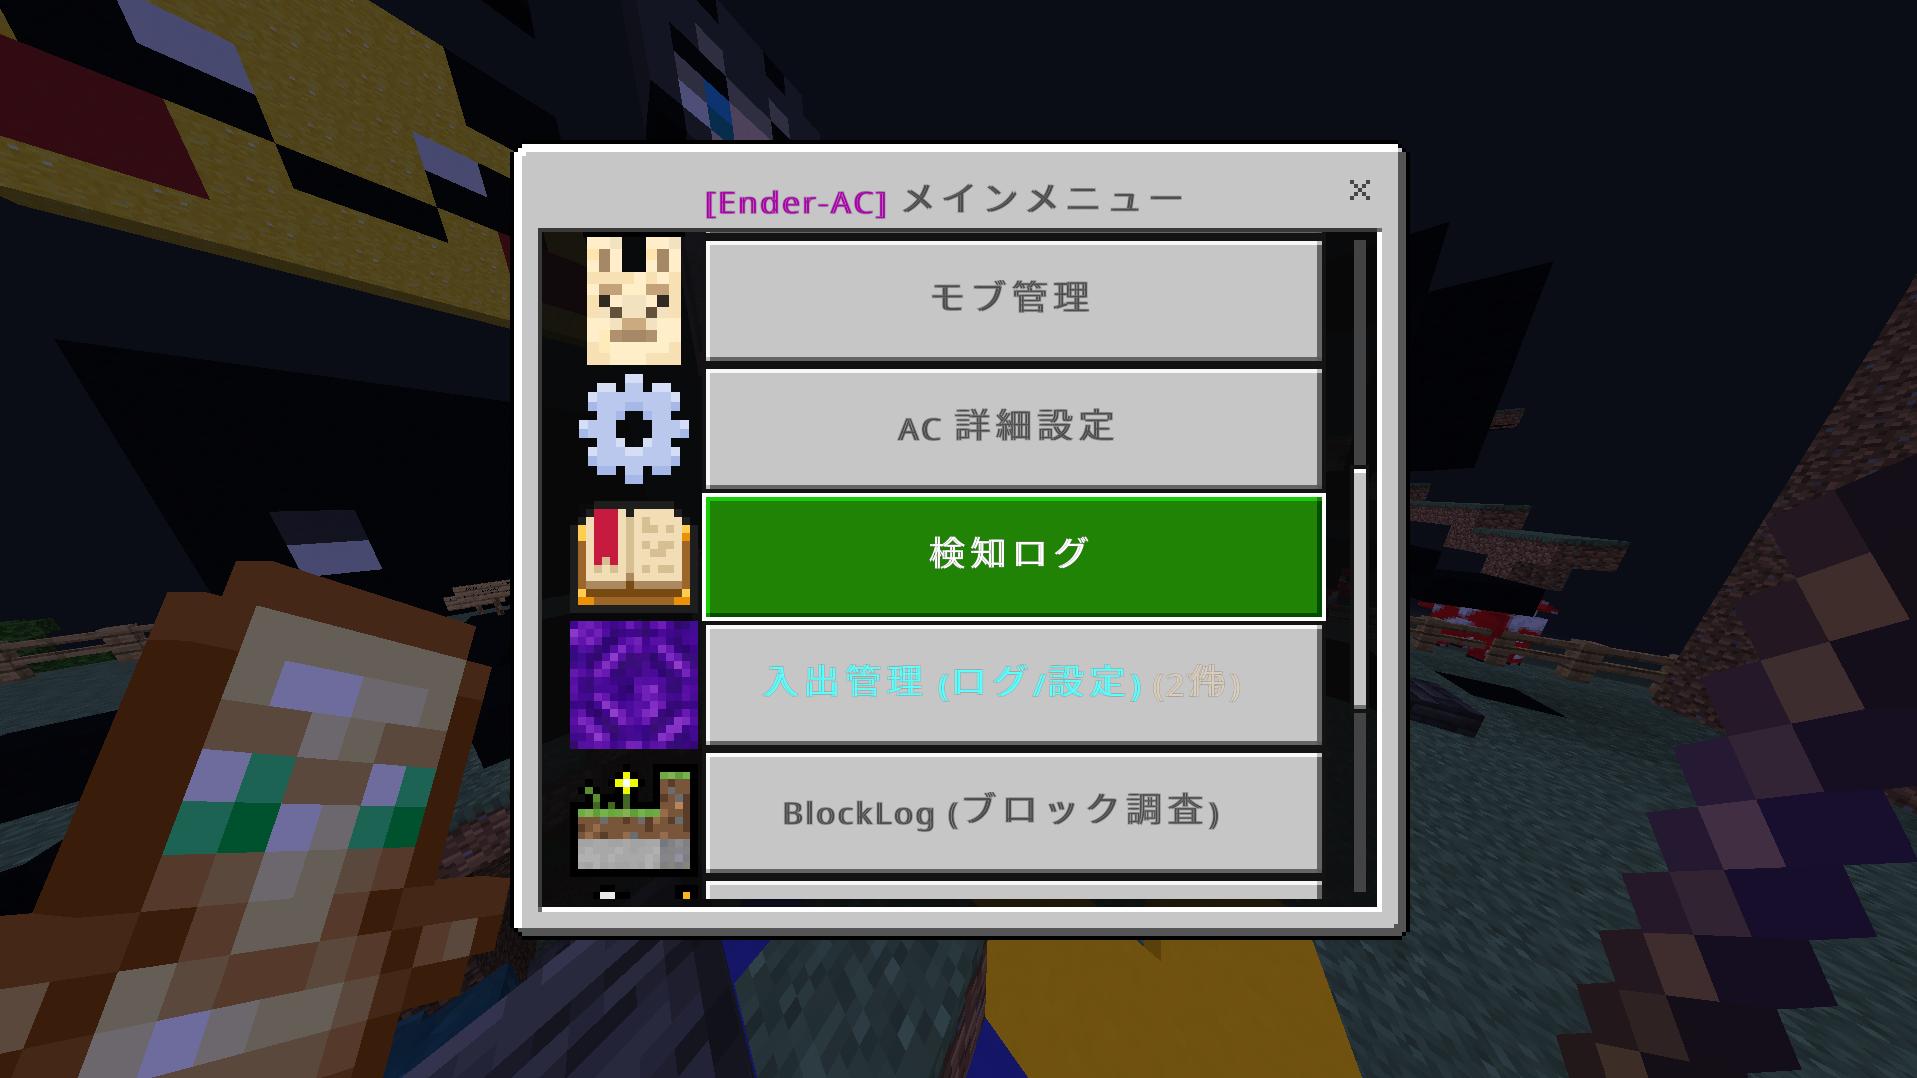 [Ender-AC] メインメニュー
モブ管理
AC 詳細設定
検知ログ
入出管理 (ログ/設定) (2件)
BlockLog (ブロック調査)